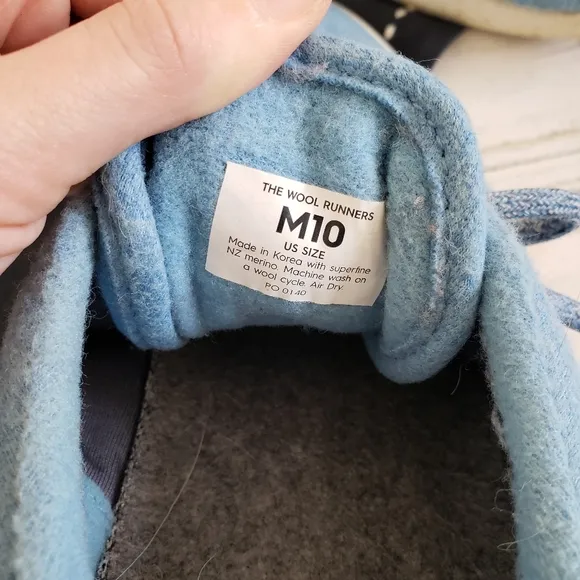 THE WOOL RUNNERS
M10
US SIZE
Made in Korea with superfine
NZ merino. Machine wash on
a wool cycle. Air Dry.
PO 0140